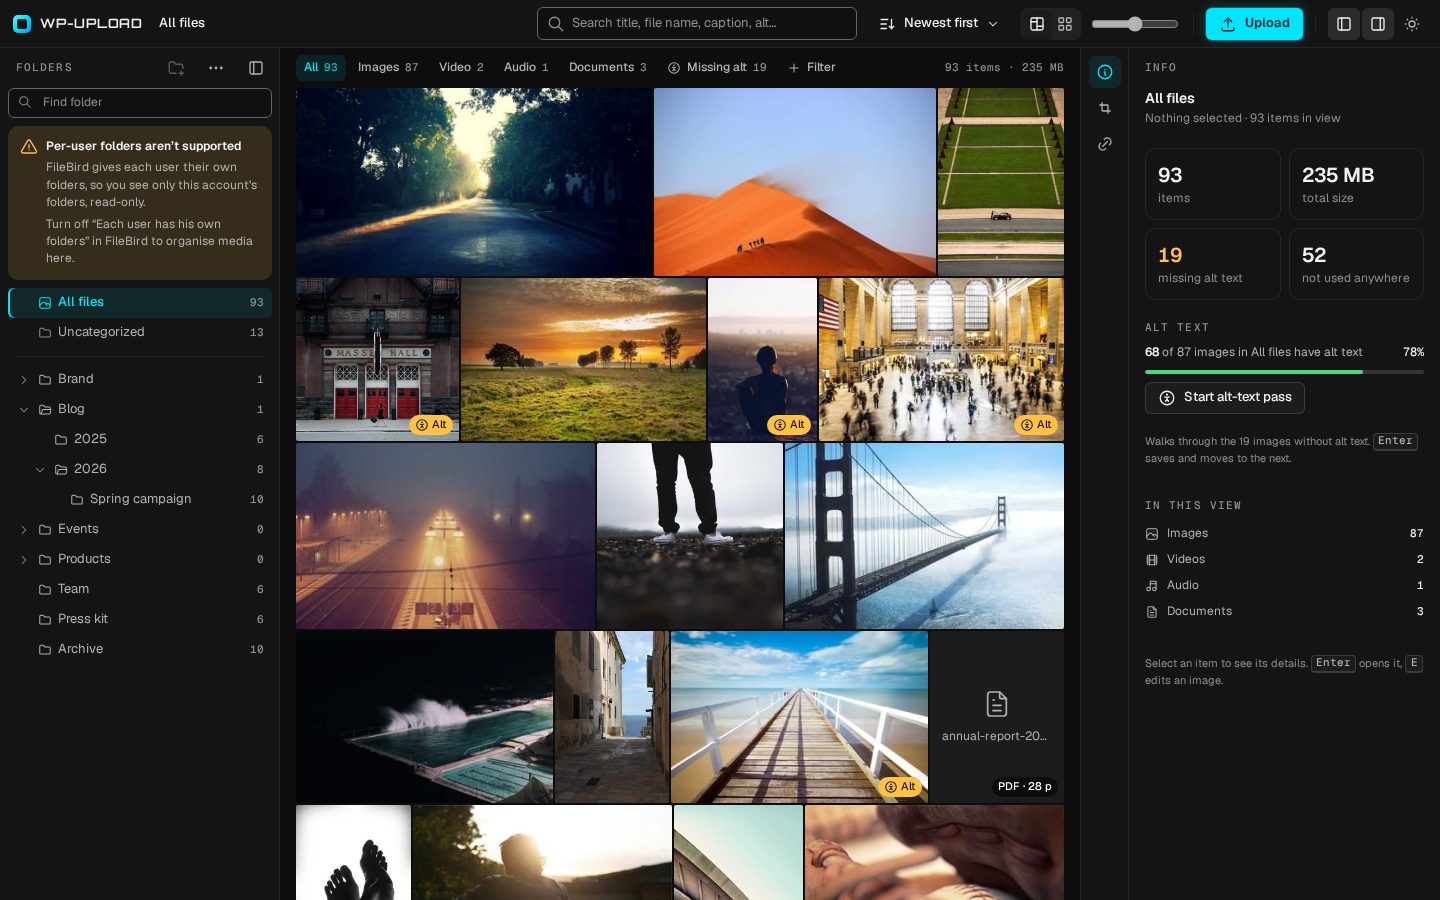 WP-UPLOAD
All files
Search title, file name, caption, alt…
Newest first
Upload
FOLDERS
Find folder
Per-user folders aren't supported
FileBird gives each user their own
folders, so you see only this account's
folders, read-only.
Turn off “Each user has his own
folders” in FileBird to organise media
here.
All files 93
Uncategorized 13
Brand 1
Blog 1
2025 6
2026 8
Spring campaign 10
Events 0
Products 0
Team 6
Press kit 6
Archive 10
All 93
Images 87
Video 2
Audio 1
Documents 3
Missing alt 19
Filter
93 items · 235 MB
MASSEY HALL
Alt
Alt
Alt
Alt
annual-report-20…
PDF · 28 p
INFO
All files
Nothing selected · 93 items in view
93
items
235 MB
total size
19
missing alt text
52
not used anywhere
ALT TEXT
68 of 87 images in All files have alt text 78%
Start alt-text pass
Walks through the 19 images without alt text. Enter
saves and moves to the next.
IN THIS VIEW
Images 87
Videos 2
Audio 1
Documents 3
Select an item to see its details. Enter opens it, E
edits an image.